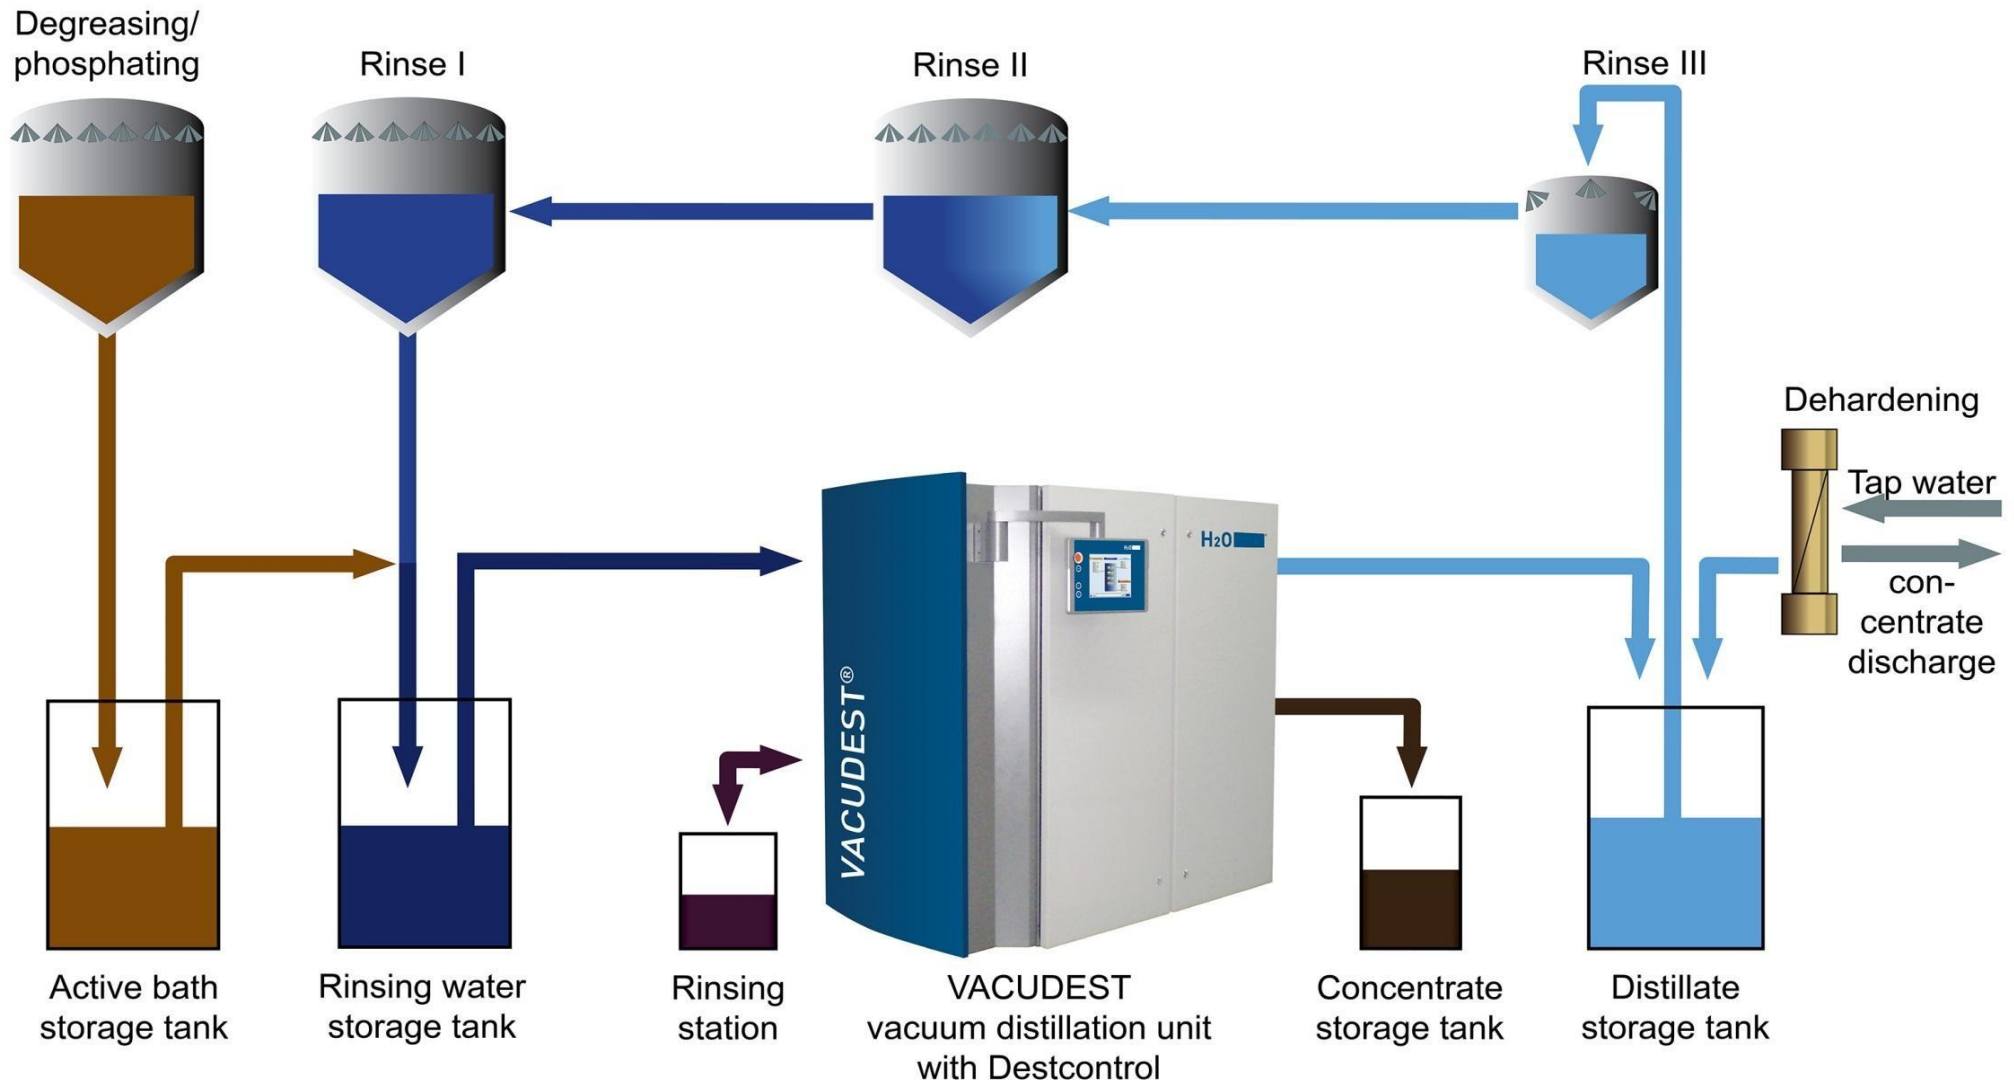 Degreasing/
phosphating
Rinse I
Rinse II
Rinse III
Dehardening
Tap water
con-
centrate
discharge
H2O
H2O
VACUDEST®
Active bath
storage tank
Rinsing water
storage tank
Rinsing
station
VACUDEST
vacuum distillation unit
with Destcontrol
Concentrate
storage tank
Distillate
storage tank